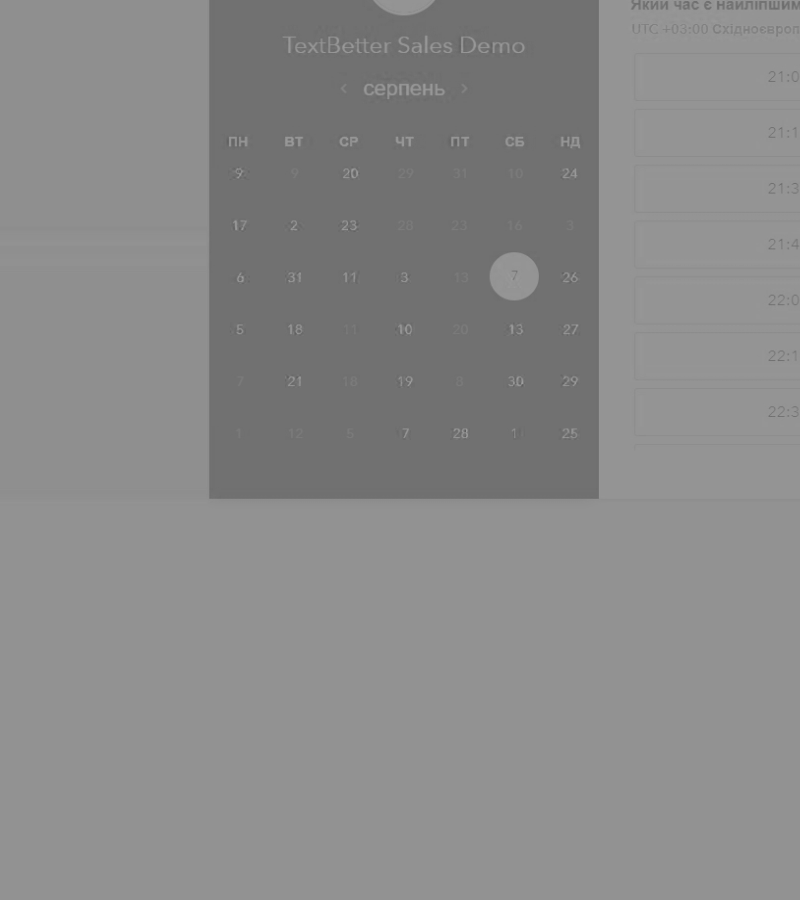 TextBetter Sales Demo
‹ серпень ›
ПН ВТ СР ЧТ ПТ СБ НД
9 9 20 29 31 10 24
17 2 23 28 23 16 3
6 31 11 3 13 7 26
5 18 11 10 20 13 27
7 21 18 19 8 30 29
1 12 5 7 28 1 25
Який час є найліпшим
UTC +03:00 Східноєвроп
21:0
21:1
21:3
21:4
22:0
22:1
22:3